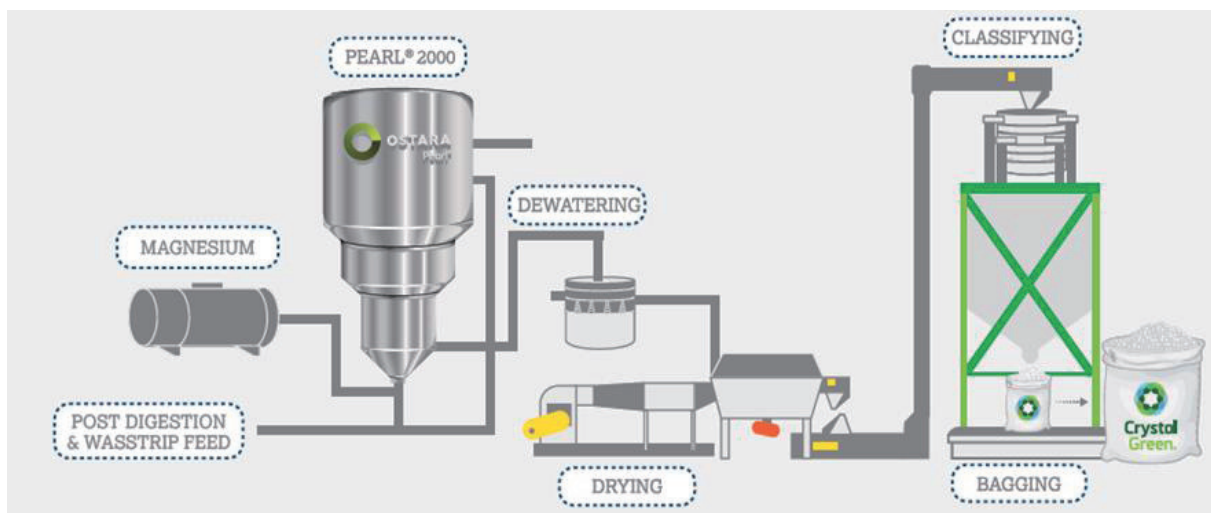 PEARL® 2000
CLASSIFYING
OSTARA
Pearl
DEWATERING
MAGNESIUM
POST DIGESTION
& WASSTRIP FEED
DRYING
BAGGING
Crystal
Green.